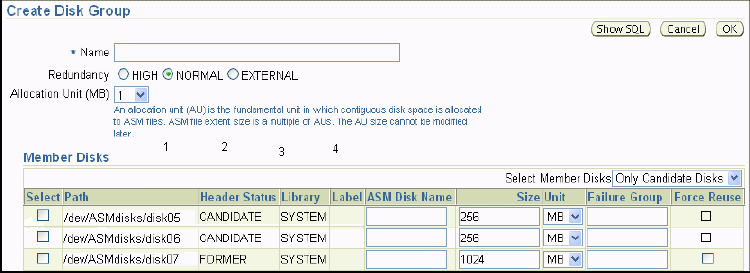 Create Disk Group
Show SQL Cancel OK
* Name
Redundancy HIGH NORMAL EXTERNAL
Allocation Unit (MB) 1
An allocation unit (AU) is the fundamental unit in which contiguous disk space is allocated
to ASM files. ASM file extent size is a multiple of AUs. The AU size cannot be modified
later.
1 2 3 4
Member Disks
Select Member Disks Only Candidate Disks
Select Path Header Status Library Label ASM Disk Name Size Unit Failure Group Force Reuse
/dev/ASMdisks/disk05 CANDIDATE SYSTEM 256 MB
/dev/ASMdisks/disk06 CANDIDATE SYSTEM 256 MB
/dev/ASMdisks/disk07 FORMER SYSTEM 1024 MB